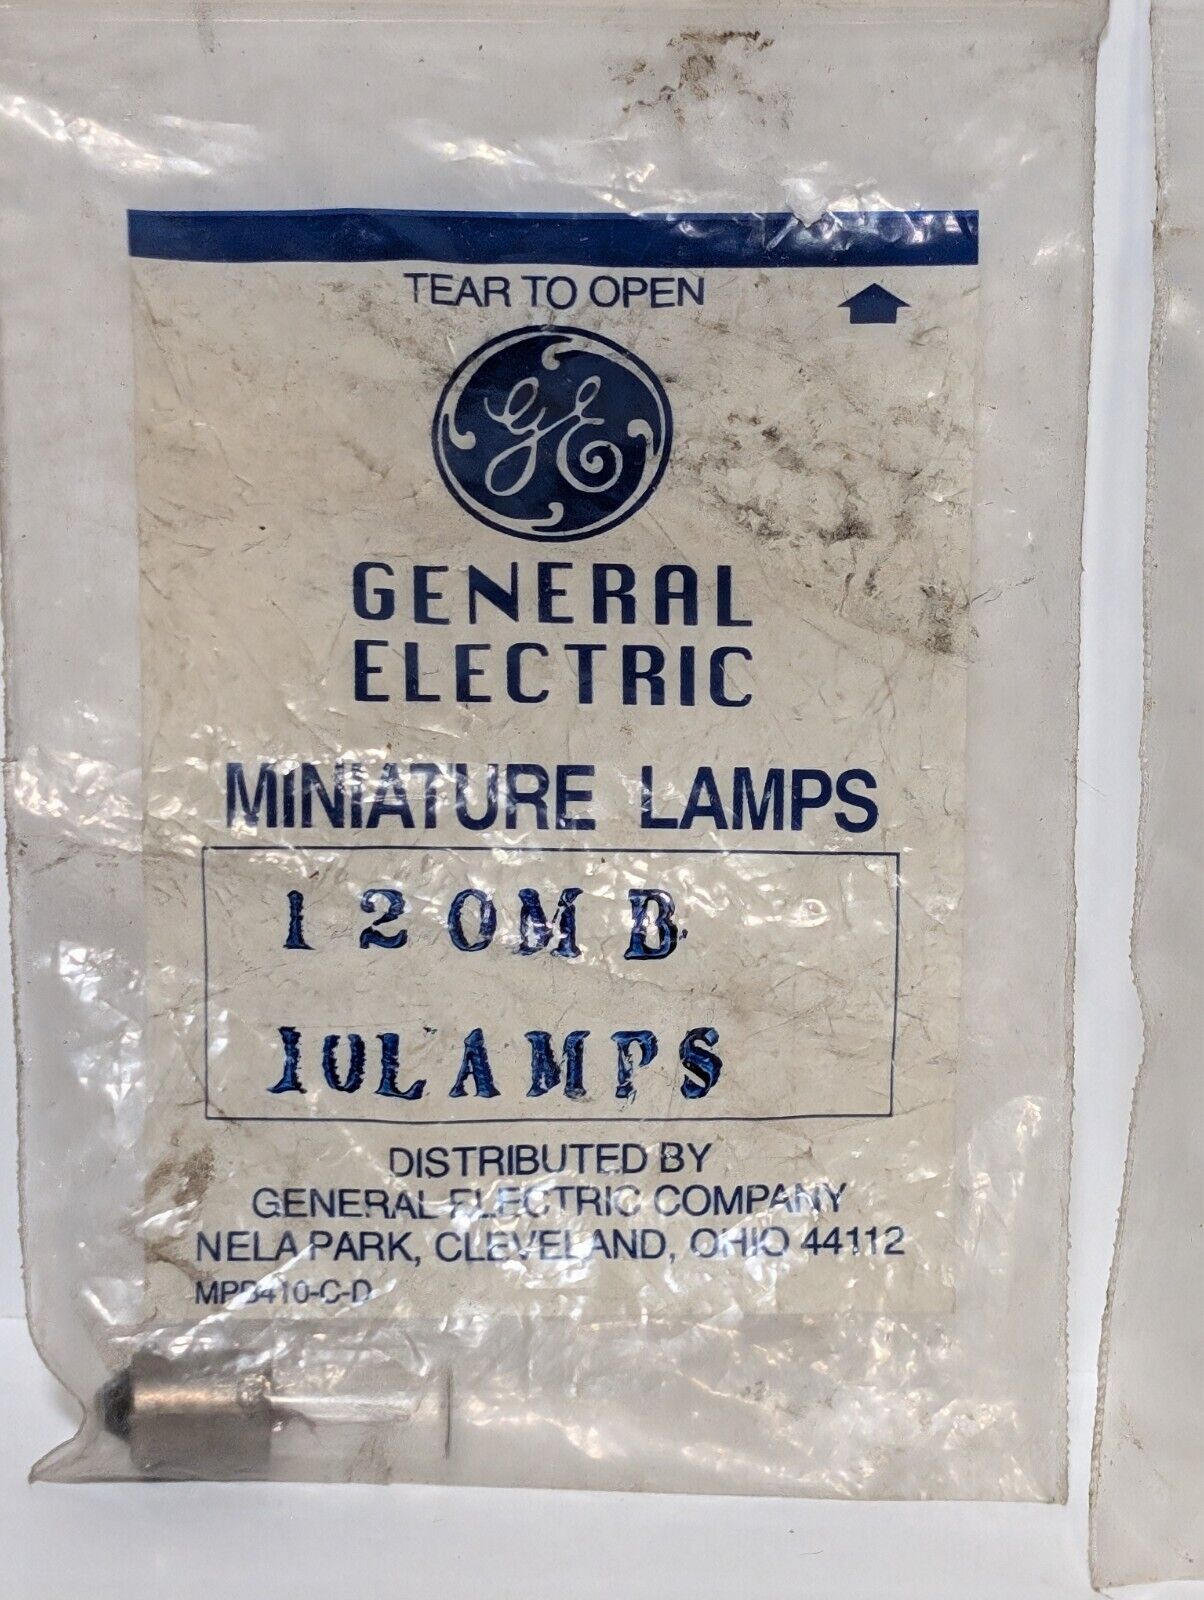 TEAR TO OPEN
GE
GENERAL
ELECTRIC
MINIATURE LAMPS
120MB
10LAMPS
DISTRIBUTED BY
GENERAL ELECTRIC COMPANY
NELA PARK, CLEVELAND, OHIO 44112
MPB410-C-D